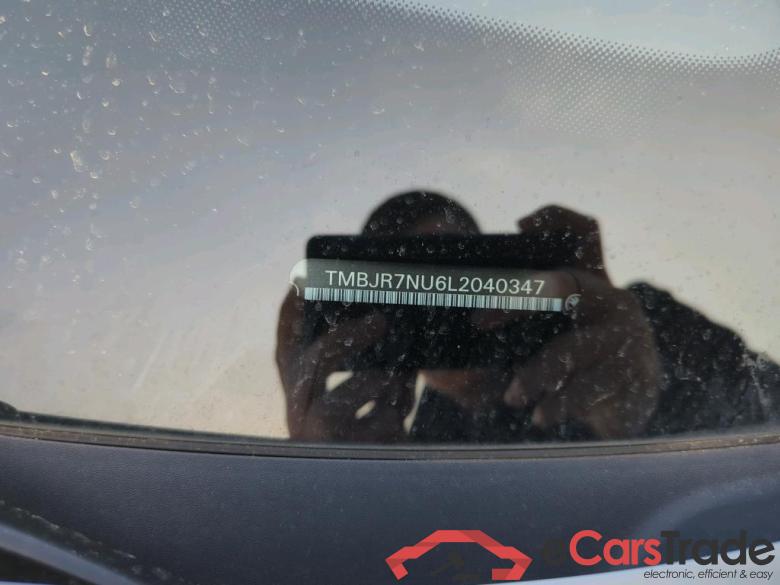 TMBJR7NU6L2040347
eCarsTrade
electronic, efficient & easy